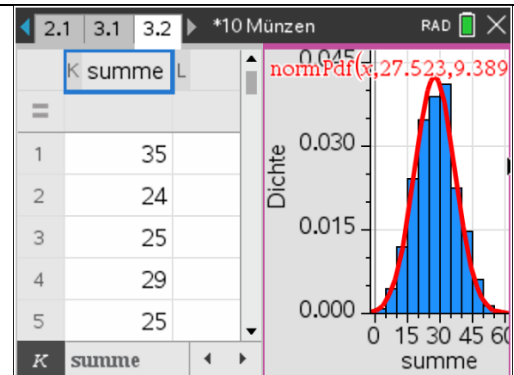 2.1 3.1 3.2 *10 Münzen RAD
K summe L
=
1 35
2 24
3 25
4 29
5 25
K summe
0.045
normPdf(x,27.523,9.389
Dichte
0.030
0.015
0.000
0 15 30 45 60
summe